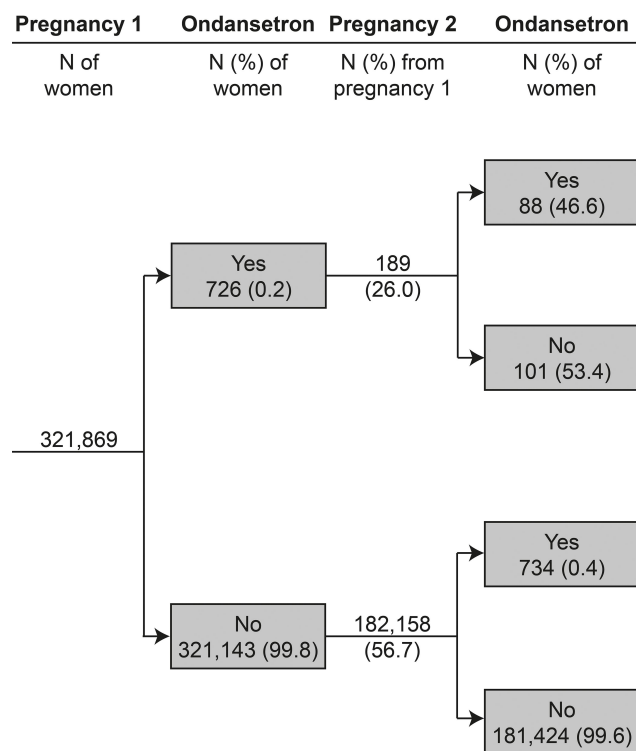 Pregnancy 1 Ondansetron Pregnancy 2 Ondansetron
N of women
N (%) of women
N (%) from pregnancy 1
N (%) of women
Yes
88 (46.6)
Yes
726 (0.2)
189
(26.0)
No
101 (53.4)
321,869
Yes
734 (0.4)
No
321,143 (99.8)
182,158
(56.7)
No
181,424 (99.6)